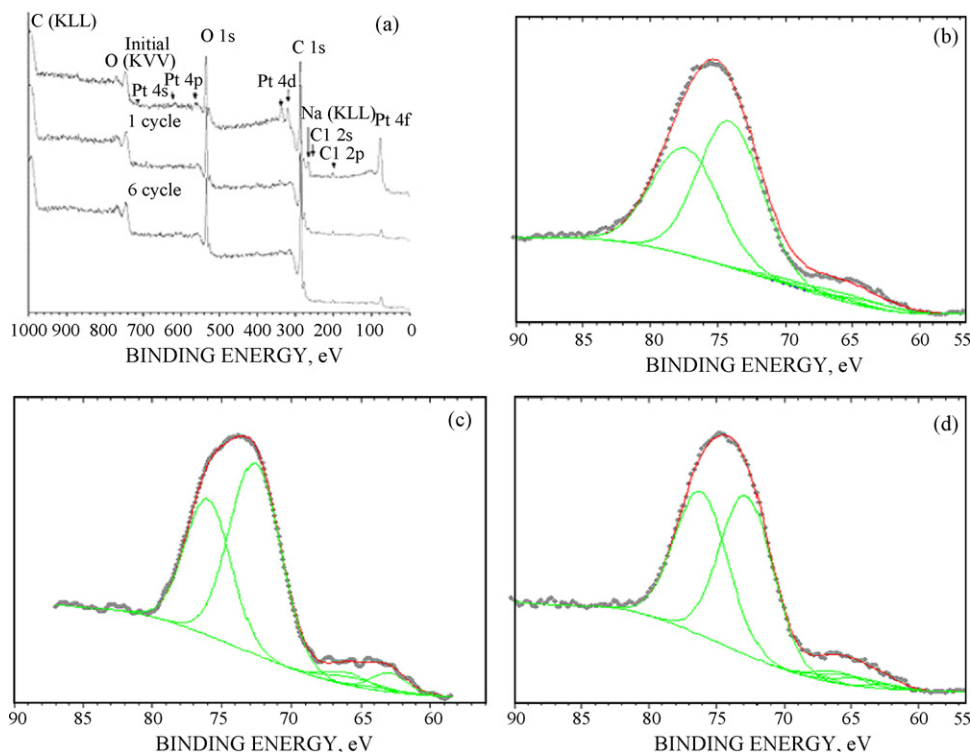 C (KLL)
(a)
Initial
O (KVV)
O 1s
C 1s
Pt 4s
Pt 4p
Pt 4d
1 cycle
Na (KLL)
C1 2s
C1 2p
Pt 4f
6 cycle
1000 900 800 700 600 500 400 300 200 100 0
BINDING ENERGY, eV
(b)
90 85 80 75 70 65 60 55
BINDING ENERGY, eV
(c)
90 85 80 75 70 65 60
BINDING ENERGY, eV
(d)
90 85 80 75 70 65 60 55
BINDING ENERGY, eV